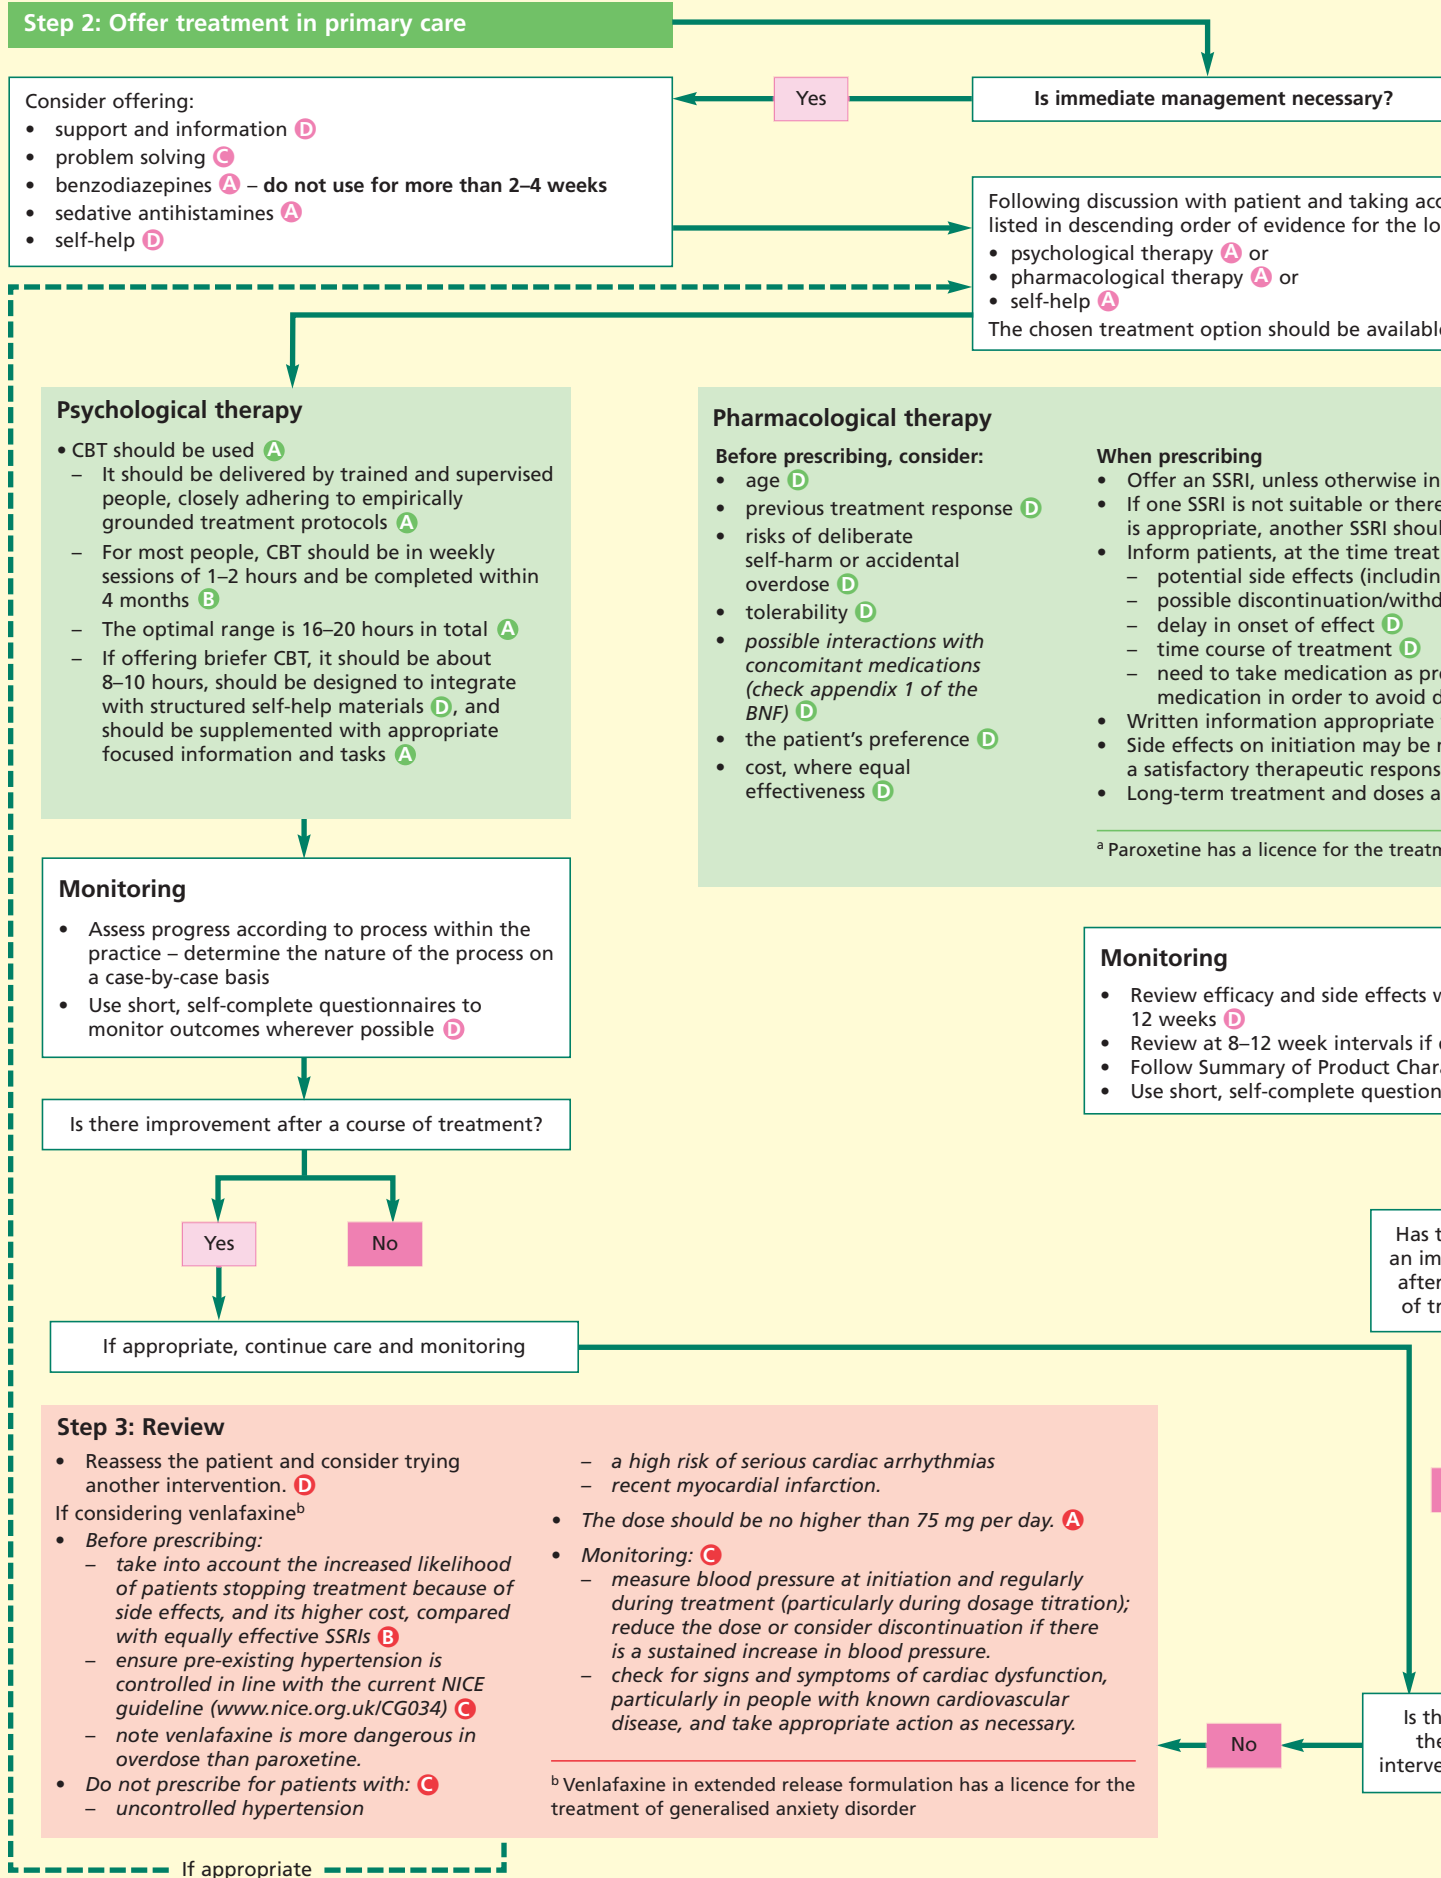 Step 2: Offer treatment in primary care
Yes
Is immediate management necessary?
Consider offering:
• support and information D
• problem solving C
• benzodiazepines A – do not use for more than 2–4 weeks
• sedative antihistamines A
• self-help D
Following discussion with patient and taking acc
listed in descending order of evidence for the lo
• psychological therapy A or
• pharmacological therapy A or
• self-help A
The chosen treatment option should be available
Psychological therapy
• CBT should be used A
– It should be delivered by trained and supervised
people, closely adhering to empirically
grounded treatment protocols A
– For most people, CBT should be in weekly
sessions of 1–2 hours and be completed within
4 months B
– The optimal range is 16–20 hours in total A
– If offering briefer CBT, it should be about
8–10 hours, should be designed to integrate
with structured self-help materials D, and
should be supplemented with appropriate
focused information and tasks A
Pharmacological therapy
Before prescribing, consider:
• age D
• previous treatment response D
• risks of deliberate
self-harm or accidental
overdose D
• tolerability D
• possible interactions with
concomitant medications
(check appendix 1 of the
BNF) D
• the patient's preference D
• cost, where equal
effectiveness D
When prescribing
• Offer an SSRI, unless otherwise in
• If one SSRI is not suitable or there
is appropriate, another SSRI shoul
• Inform patients, at the time treat
– potential side effects (includin
– possible discontinuation/withd
– delay in onset of effect D
– time course of treatment D
– need to take medication as pre
medication in order to avoid d
• Written information appropriate
• Side effects on initiation may be
a satisfactory therapeutic respons
• Long-term treatment and doses a
a Paroxetine has a licence for the treatm
Monitoring
• Assess progress according to process within the
practice – determine the nature of the process on
a case-by-case basis
• Use short, self-complete questionnaires to
monitor outcomes wherever possible D
Monitoring
• Review efficacy and side effects
12 weeks D
• Review at 8–12 week intervals if
• Follow Summary of Product Chara
• Use short, self-complete question
Is there improvement after a course of treatment?
Yes
No
Has t
an im
after
of tr
If appropriate, continue care and monitoring
Step 3: Review
• Reassess the patient and consider trying
another intervention. D
If considering venlafaxineb
• Before prescribing:
– take into account the increased likelihood
of patients stopping treatment because of
side effects, and its higher cost, compared
with equally effective SSRIs B
– ensure pre-existing hypertension is
controlled in line with the current NICE
guideline (www.nice.org.uk/CG034) C
– note venlafaxine is more dangerous in
overdose than paroxetine.
• Do not prescribe for patients with: C
– uncontrolled hypertension
– a high risk of serious cardiac arrhythmias
– recent myocardial infarction.
• The dose should be no higher than 75 mg per day. A
• Monitoring: C
– measure blood pressure at initiation and regularly
during treatment (particularly during dosage titration);
reduce the dose or consider discontinuation if there
is a sustained increase in blood pressure.
– check for signs and symptoms of cardiac dysfunction,
particularly in people with known cardiovascular
disease, and take appropriate action as necessary.
b Venlafaxine in extended release formulation has a licence for the
treatment of generalised anxiety disorder
No
Is th
the
interve
If appropriate